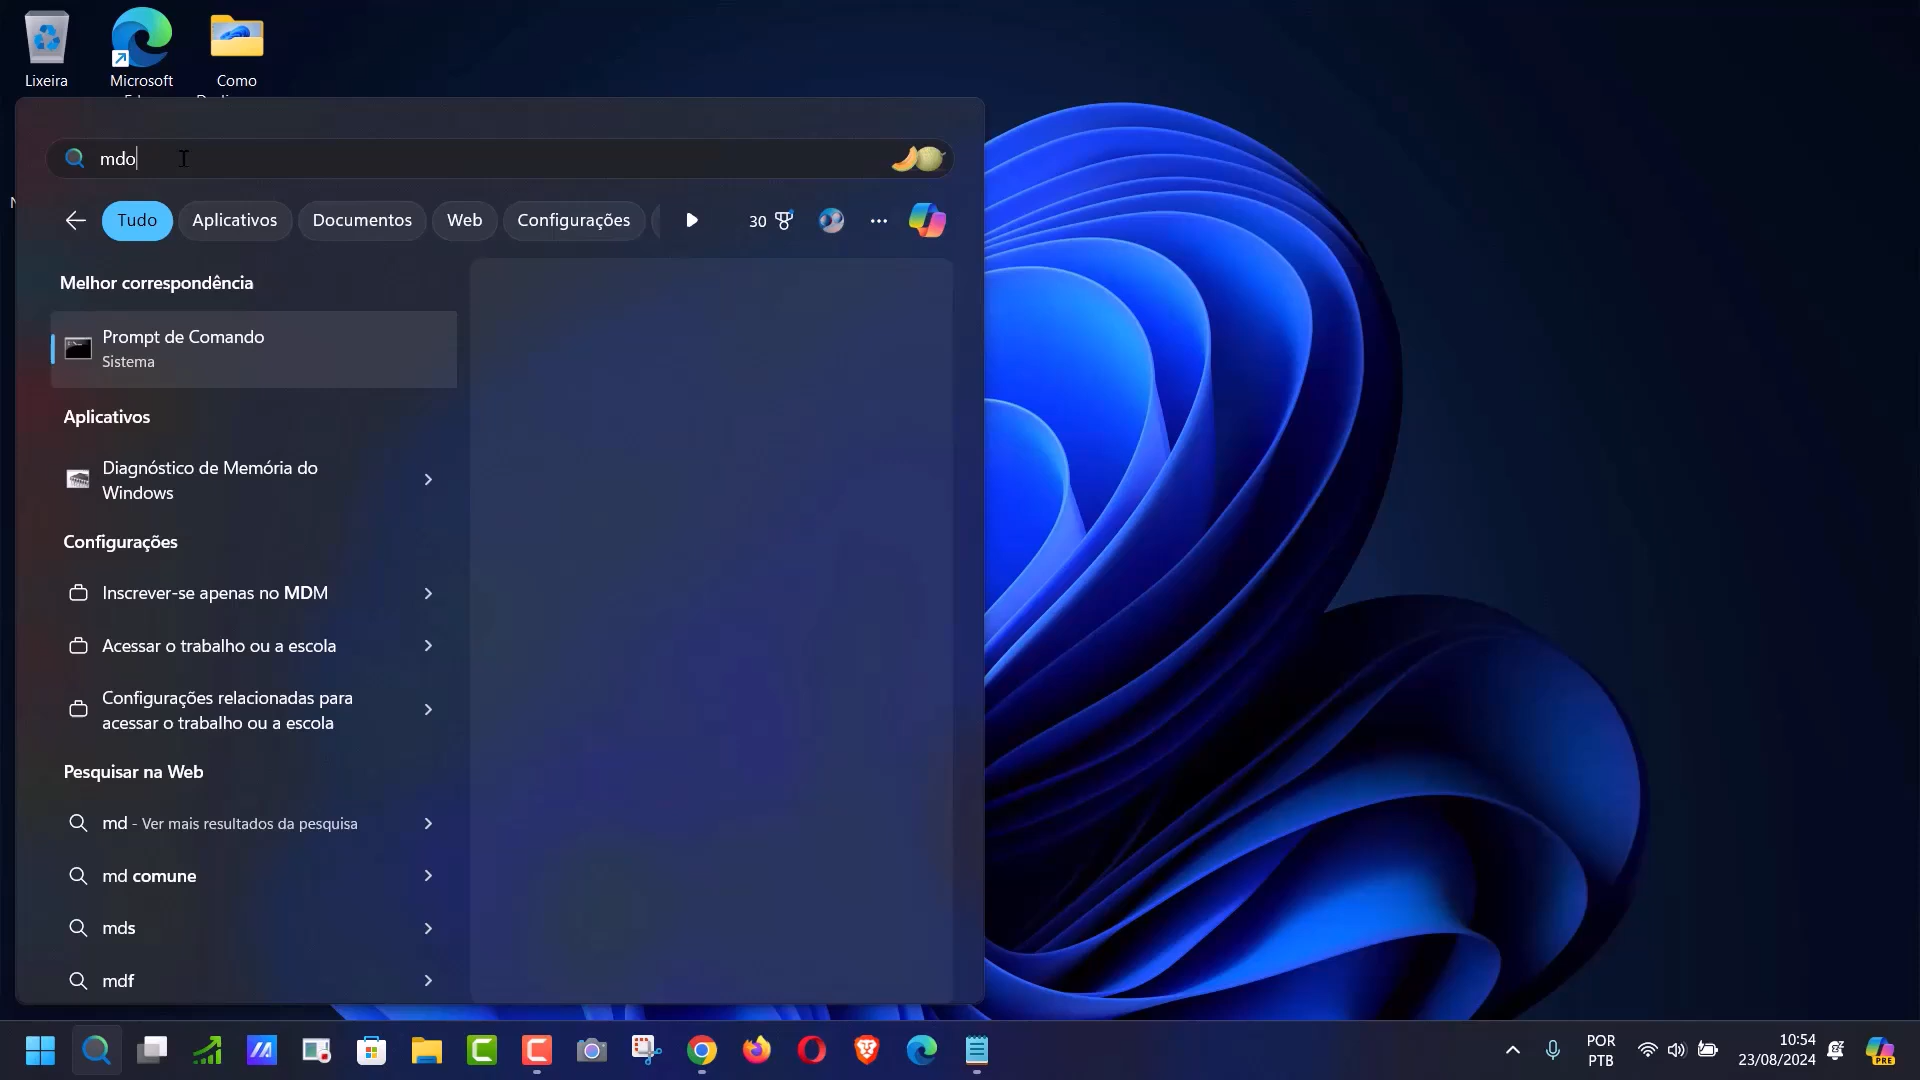 Lixeira
Microsoft
Como
mdo
Tudo
Aplicativos
Documentos
Web
Configurações
30
Melhor correspondência
Prompt de Comando
Sistema
Aplicativos
Diagnóstico de Memória do
Windows
Configurações
Inscrever-se apenas no MDM
Acessar o trabalho ou a escola
Configurações relacionadas para
acessar o trabalho ou a escola
Pesquisar na Web
md - Ver mais resultados da pesquisa
md comune
mds
mdf
POR
PTB
10:54
23/08/2024
PRE